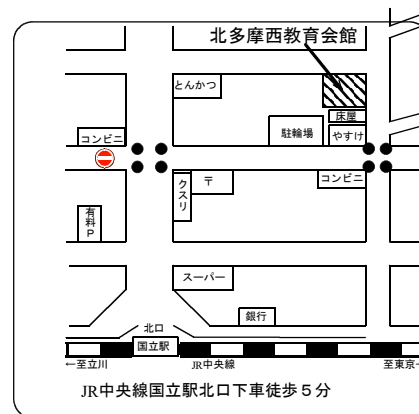 北多摩西教育会館
とんかつ
床屋
駐輪場
やすけ
コンビニ
コンビニ
クスリ
〒
有料P
スーパー
銀行
北口
国立駅
←至立川
JR中央線
至東京→
JR中央線国立駅北口下車徒歩５分